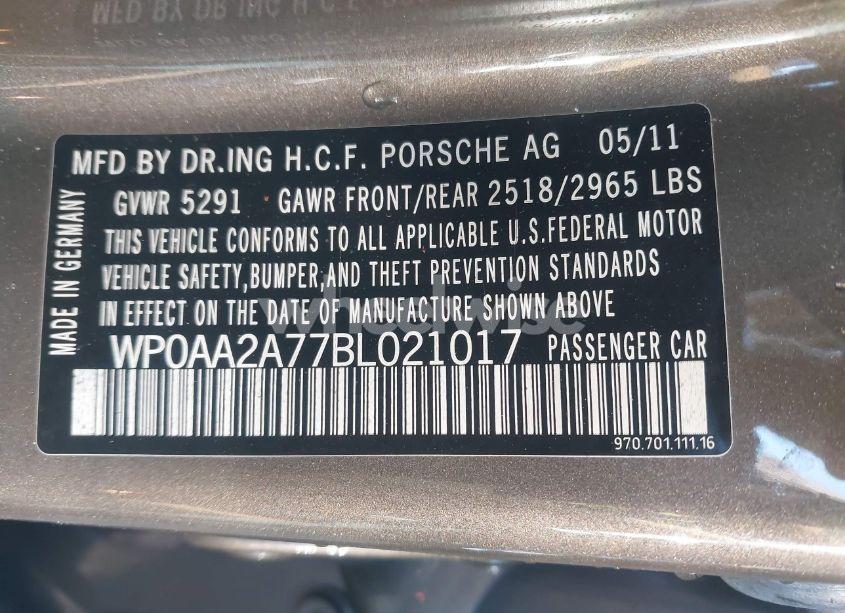 MFD BY DR.ING H.C.F. PORSCHE AG 05/11
GVWR 5291 GAWR FRONT/REAR 2518/2965 LBS
THIS VEHICLE CONFORMS TO ALL APPLICABLE U.S.FEDERAL MOTOR
VEHICLE SAFETY,BUMPER,AND THEFT PREVENTION STANDARDS
IN EFFECT ON THE DATE OF MANUFACTURE SHOWN ABOVE
WP0AA2A77BL021017 PASSENGER CAR
970.701.111.16
MADE IN GERMANY
wheelwise